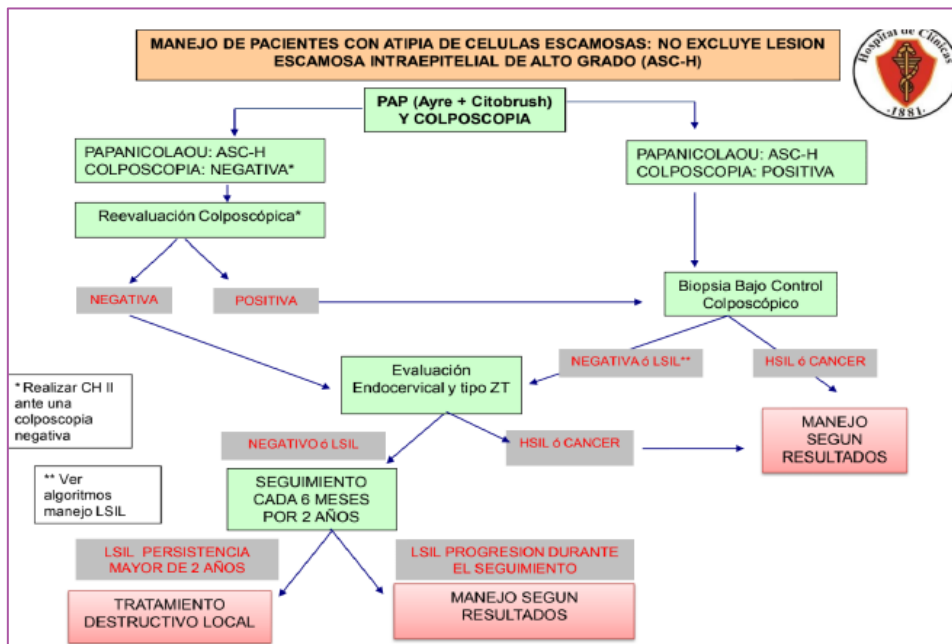 MANEJO DE PACIENTES CON ATIPIA DE CELULAS ESCAMOSAS: NO EXCLUYE LESION
ESCAMOSA INTRAEPITELIAL DE ALTO GRADO (ASC-H)
Hospital de Clínicas
-1881-
PAP (Ayre + Citobrush)
Y COLPOSCOPIA
PAPANICOLAOU: ASC-H
COLPOSCOPIA: NEGATIVA*
PAPANICOLAOU: ASC-H
COLPOSCOPIA: POSITIVA
Reevaluación Colposcópica*
NEGATIVA
POSITIVA
Biopsia Bajo Control
Colposcópico
NEGATIVA ó LSIL**
HSIL ó CANCER
Evaluación
Endocervical y tipo ZT
* Realizar CH II
ante una
colposcopia
negativa
MANEJO
SEGUN
RESULTADOS
NEGATIVO ó LSIL
HSIL ó CANCER
** Ver
algoritmos
manejo LSIL
SEGUIMIENTO
CADA 6 MESES
POR 2 AÑOS
LSIL PERSISTENCIA
MAYOR DE 2 AÑOS
LSIL PROGRESION DURANTE
EL SEGUIMIENTO
TRATAMIENTO
DESTRUCTIVO LOCAL
MANEJO SEGUN
RESULTADOS